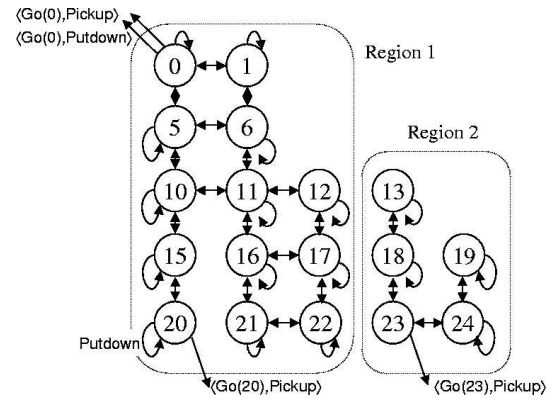 ⟨Go(0),Pickup⟩
⟨Go(0),Putdown⟩
Region 1
0 1
Region 2
5 6
10 11 12 13
15 16 17 18 19
20 21 22 23 24
Putdown
⟨Go(20),Pickup⟩ ⟨Go(23),Pickup⟩